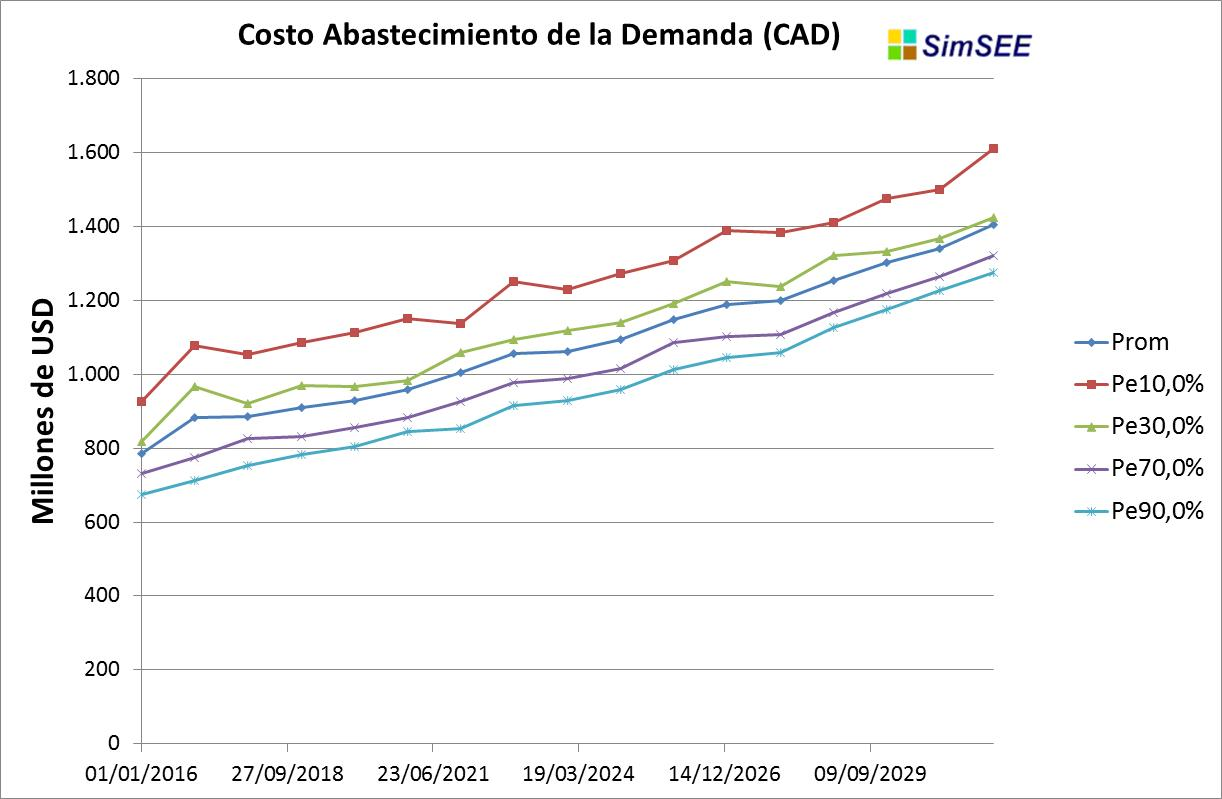 Costo Abastecimiento de la Demanda (CAD)
SimSEE
Millones de USD
1.800
1.600
1.400
1.200
1.000
800
600
400
200
0
01/01/2016
27/09/2018
23/06/2021
19/03/2024
14/12/2026
09/09/2029
Prom
Pe10,0%
Pe30,0%
Pe70,0%
Pe90,0%